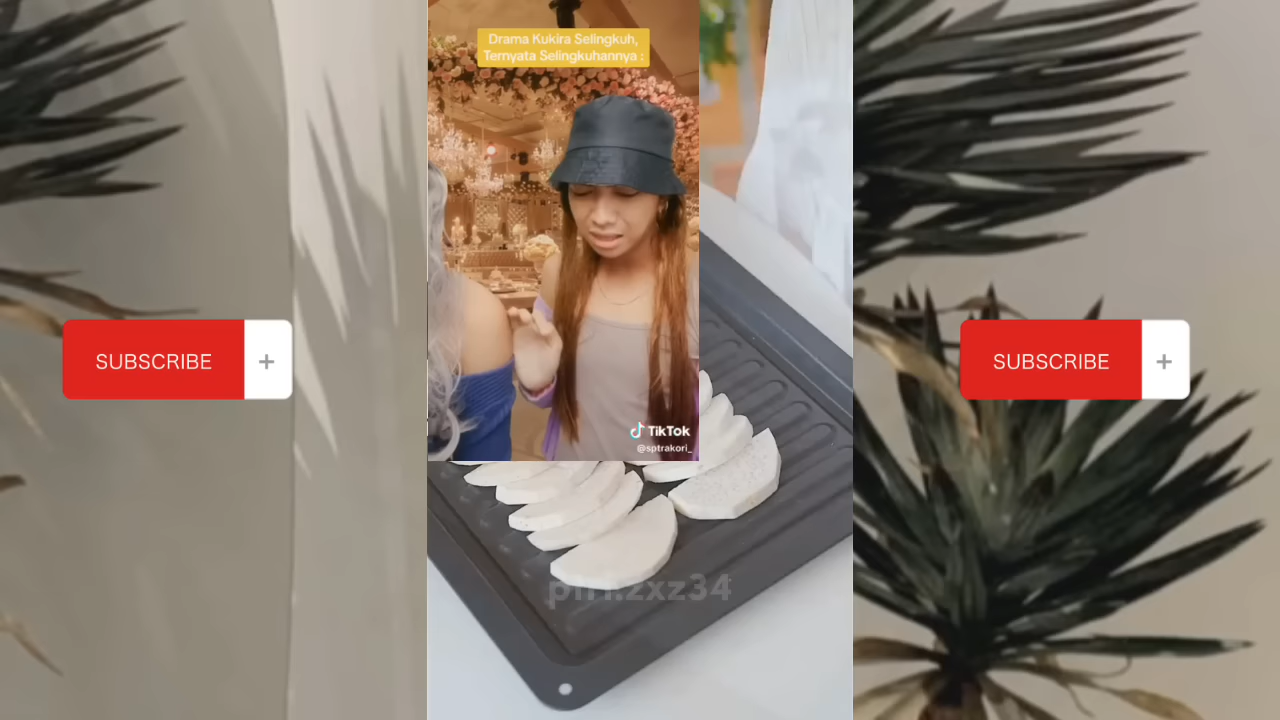 Drama Kukira Selingkuh,
Ternyata Selingkuhannya :
SUBSCRIBE +
SUBSCRIBE +
TikTok
@sptrakori_